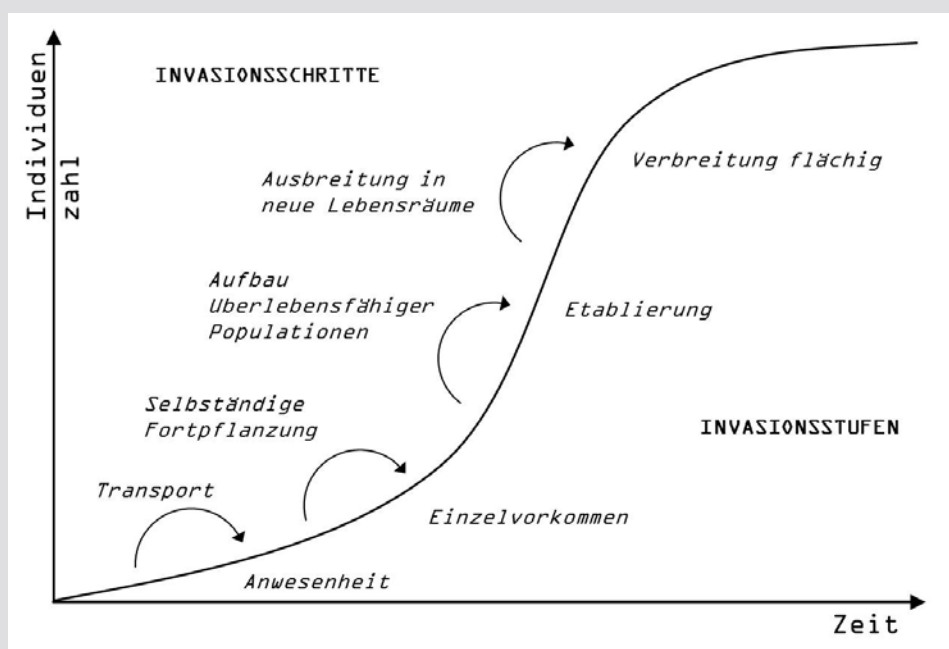 Individuen
zahl
INVASIONSSCHRITTE
Verbreitung flächig
Ausbreitung in
neue Lebensräume
Aufbau
Überlebensfähiger
Populationen
Etablierung
Selbständige
Fortpflanzung
INVASIONSSTUFEN
Transport
Einzelvorkommen
Anwesenheit
Zeit